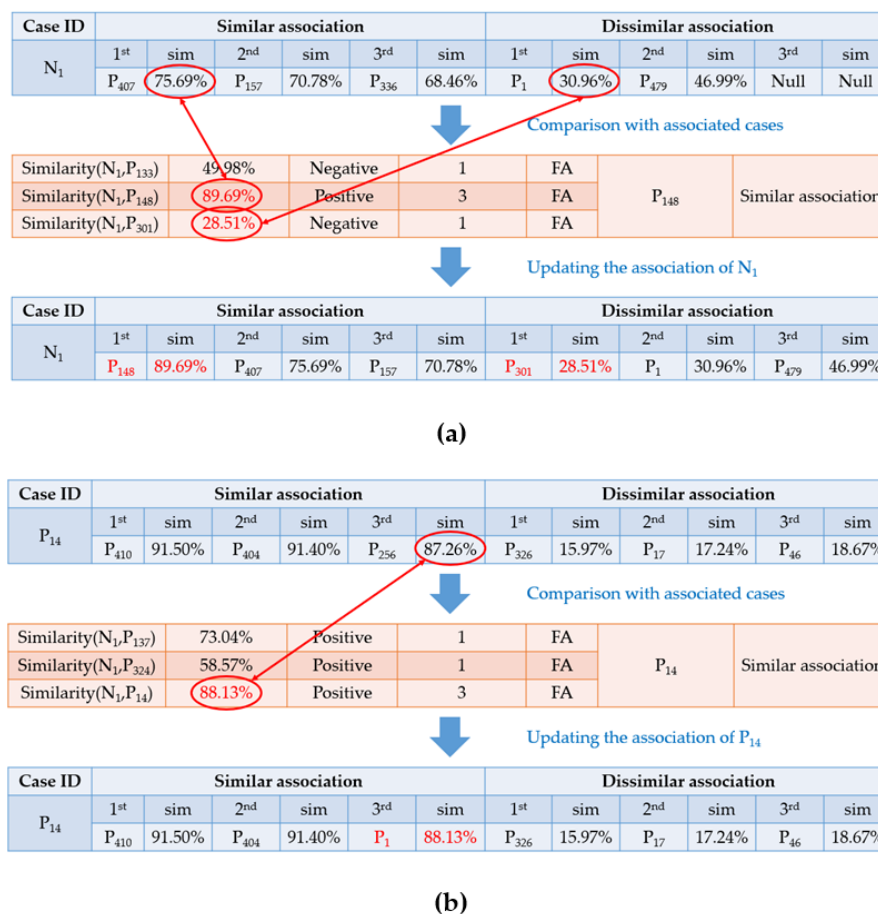 Case ID Similar association Dissimilar association
N1 1st sim 2nd sim 3rd sim 1st sim 2nd sim 3rd sim
P407 75.69% P157 70.78% P336 68.46% P1 30.96% P479 46.99% Null Null
Comparison with associated cases
Similarity(N1,P133) 49.98% Negative 1 FA
Similarity(N1,P148) 89.69% Positive 3 FA P148 Similar association
Similarity(N1,P301) 28.51% Negative 1 FA
Updating the association of N1
Case ID Similar association Dissimilar association
N1 1st sim 2nd sim 3rd sim 1st sim 2nd sim 3rd sim
P148 89.69% P407 75.69% P157 70.78% P301 28.51% P1 30.96% P479 46.99%
(a)
Case ID Similar association Dissimilar association
P14 1st sim 2nd sim 3rd sim 1st sim 2nd sim 3rd sim
P410 91.50% P404 91.40% P256 87.26% P326 15.97% P17 17.24% P46 18.67%
Comparison with associated cases
Similarity(N1,P137) 73.04% Positive 1 FA
Similarity(N1,P324) 58.57% Positive 1 FA P14 Similar association
Similarity(N1,P14) 88.13% Positive 3 FA
Updating the association of P14
Case ID Similar association Dissimilar association
P14 1st sim 2nd sim 3rd sim 1st sim 2nd sim 3rd sim
P410 91.50% P404 91.40% P1 88.13% P326 15.97% P17 17.24% P46 18.67%
(b)